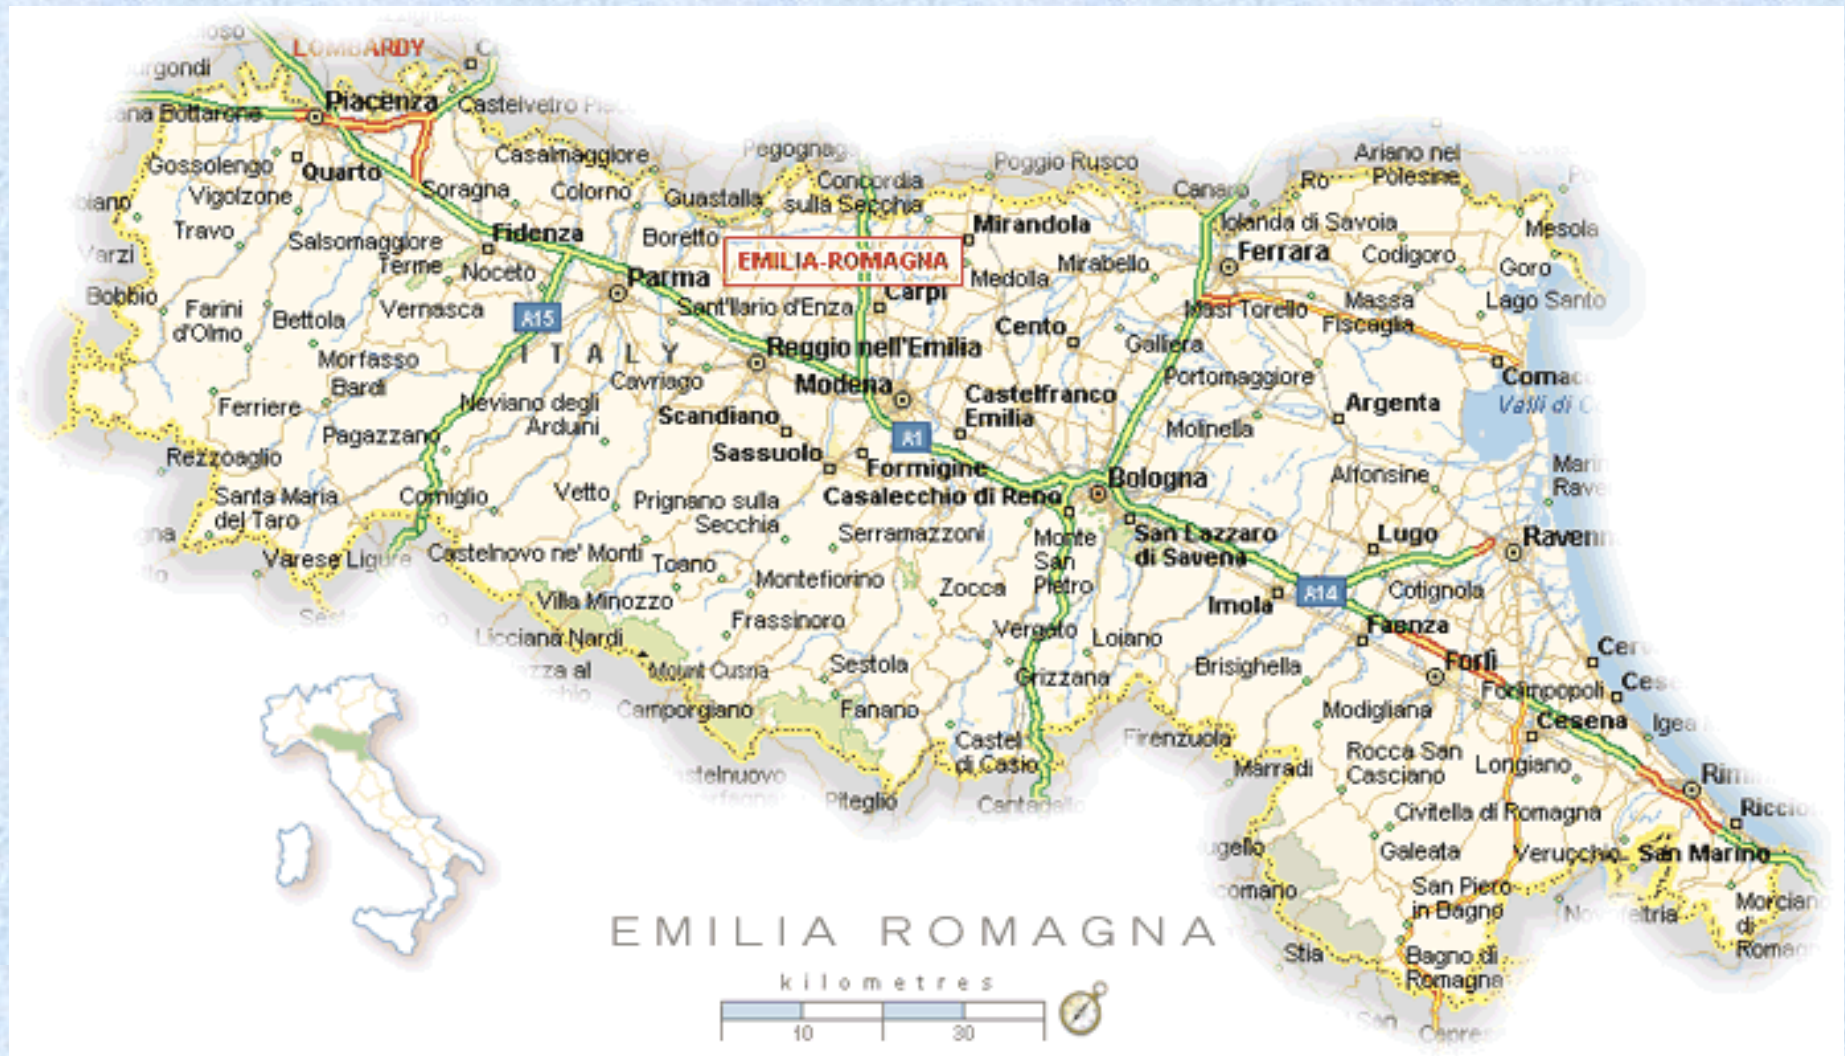 LOMBARDY
Piacenza
Castelvetro
Gossolengo
Quarto
Vigolzone
Travo
Varzi
Bobbio
Farini
d'Olmo
Bettola
Morfasso
Bardi
Ferriere
Pagazzano
Rezzoaglio
Santa Maria
del Taro
Varese Ligure
Casalmaggiore
Soragna
Colorno
Fidenza
Salsomaggiore
Terme
Noceto
Vernasca
A15
Parma
ITALY
Pegognaga
Guastalla
Boretto
Concordia
sulla Secchia
EMILIA-ROMAGNA
Sant'Ilario d'Enza
Carpi
Reggio nell'Emilia
Cavriago
Neviano degli
Arduini
Modena
Scandiano
Sassuolo
Formigine
A1
Castelfranco
Emilia
Corniglio
Vetto
Prignano sulla
Secchia
Casalecchio di Reno
Serramazzoni
Castelnovo ne' Monti
Toano
Montefiorino
Zocca
Villa Minozzo
Frassinoro
Licciana Nardi
Mount Cusna
Sestola
Camporgiano
Fanano
Piteglio
Poggio Rusco
Mirandola
Medolla
Mirabello
Cento
Galliera
Canaro
Ro
Ariano nel
Polesine
Iolanda di Savoia
Mesola
Ferrara
Codigoro
Goro
Masi Torello
Massa
Fiscaglia
Lago Santo
Portomaggiore
Argenta
Molinella
Alfonsine
Bologna
San Lazzaro
di Savena
Monte
San
Pietro
Vergato
Loiano
Grizzana
Castel
di Casio
Firenzuola
Lugo
Cotignola
Imola
A14
Faenza
Brisighella
Forlì
Forlimpopoli
Modigliana
Cesena
Marradi
Rocca San
Casciano
Longiano
Civitella di Romagna
Galeata
Verucchio
San Marino
San Piero
in Bagno
Stia
Bagno di
Romagna
Morciano
di
EMILIA ROMAGNA
kilometres
10 30